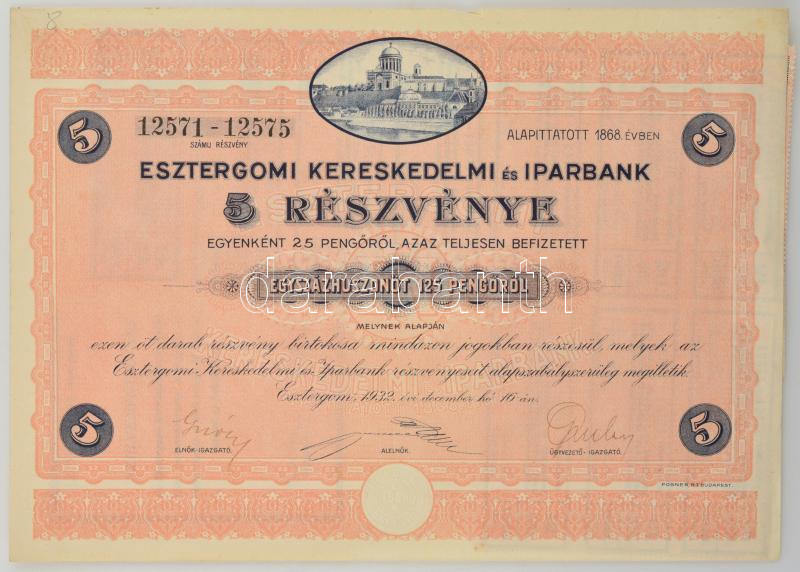 8
5
12571 - 12575
SZÁMU RÉSZVÉNY
ALAPITTATOTT 1868. ÉVBEN
5
ESZTERGOMI KERESKEDELMI ÉS IPARBANK
5 RÉSZVÉNYE
EGYENKÉNT 25 PENGŐRŐL, AZAZ TELJESEN BEFIZETETT
EGYSZÁZHUSZONÖT 125 PENGŐRŐL
darabanth
MELYNEK ALAPJÁN
ezen öt darab részvény birtokosa mindazon jogokban részesül, melyek az
Esztergomi Kereskedelmi és Iparbank részvényeseit alapszabályszerüleg megilletik.
Esztergom, 1932. évi december hó 16-án.
5
5
ELNÖK-IGAZGATÓ.
ALELNÖK.
ÜGYVEZETŐ-IGAZGATÓ.
POSNER R.T. BUDAPEST.